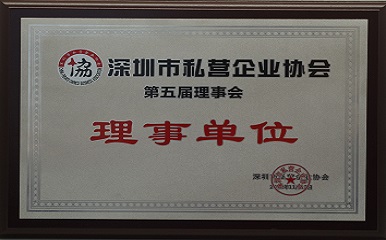 協
深圳市私营企业协会
第五届理事会
理事单位